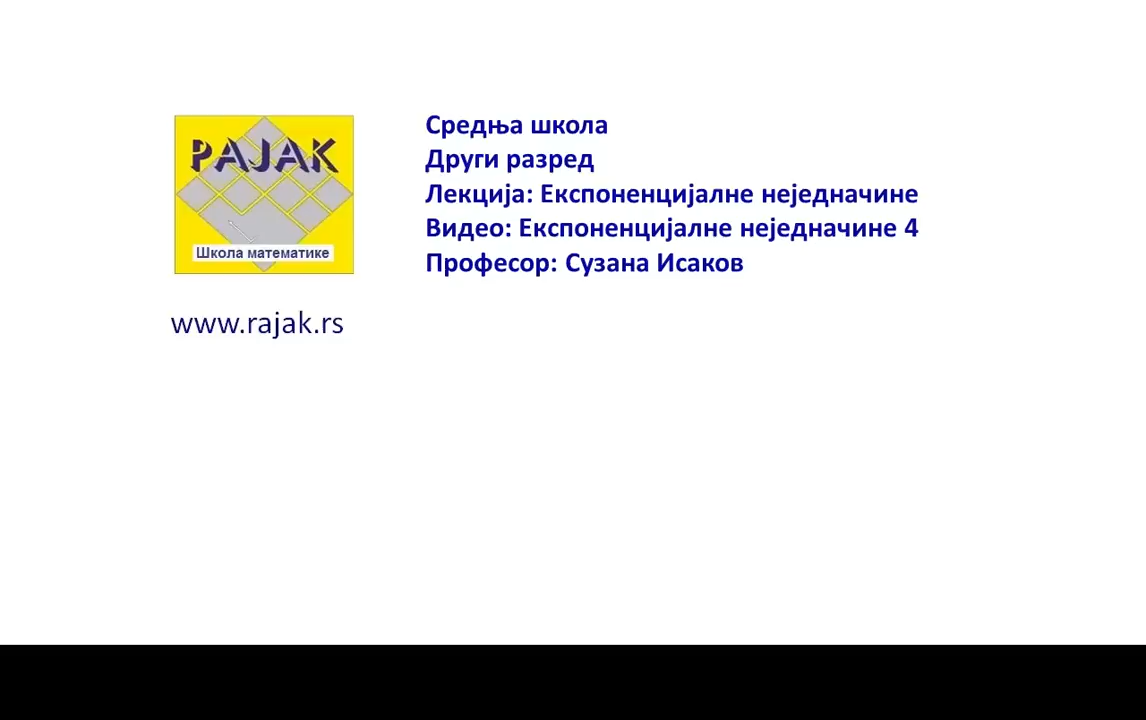 РАЈАК
Школа математике
www.rajak.rs
Средња школа
Други разред
Лекција: Експоненцијалне неједначине
Видео: Експоненцијалне неједначине 4
Професор: Сузана Исаков